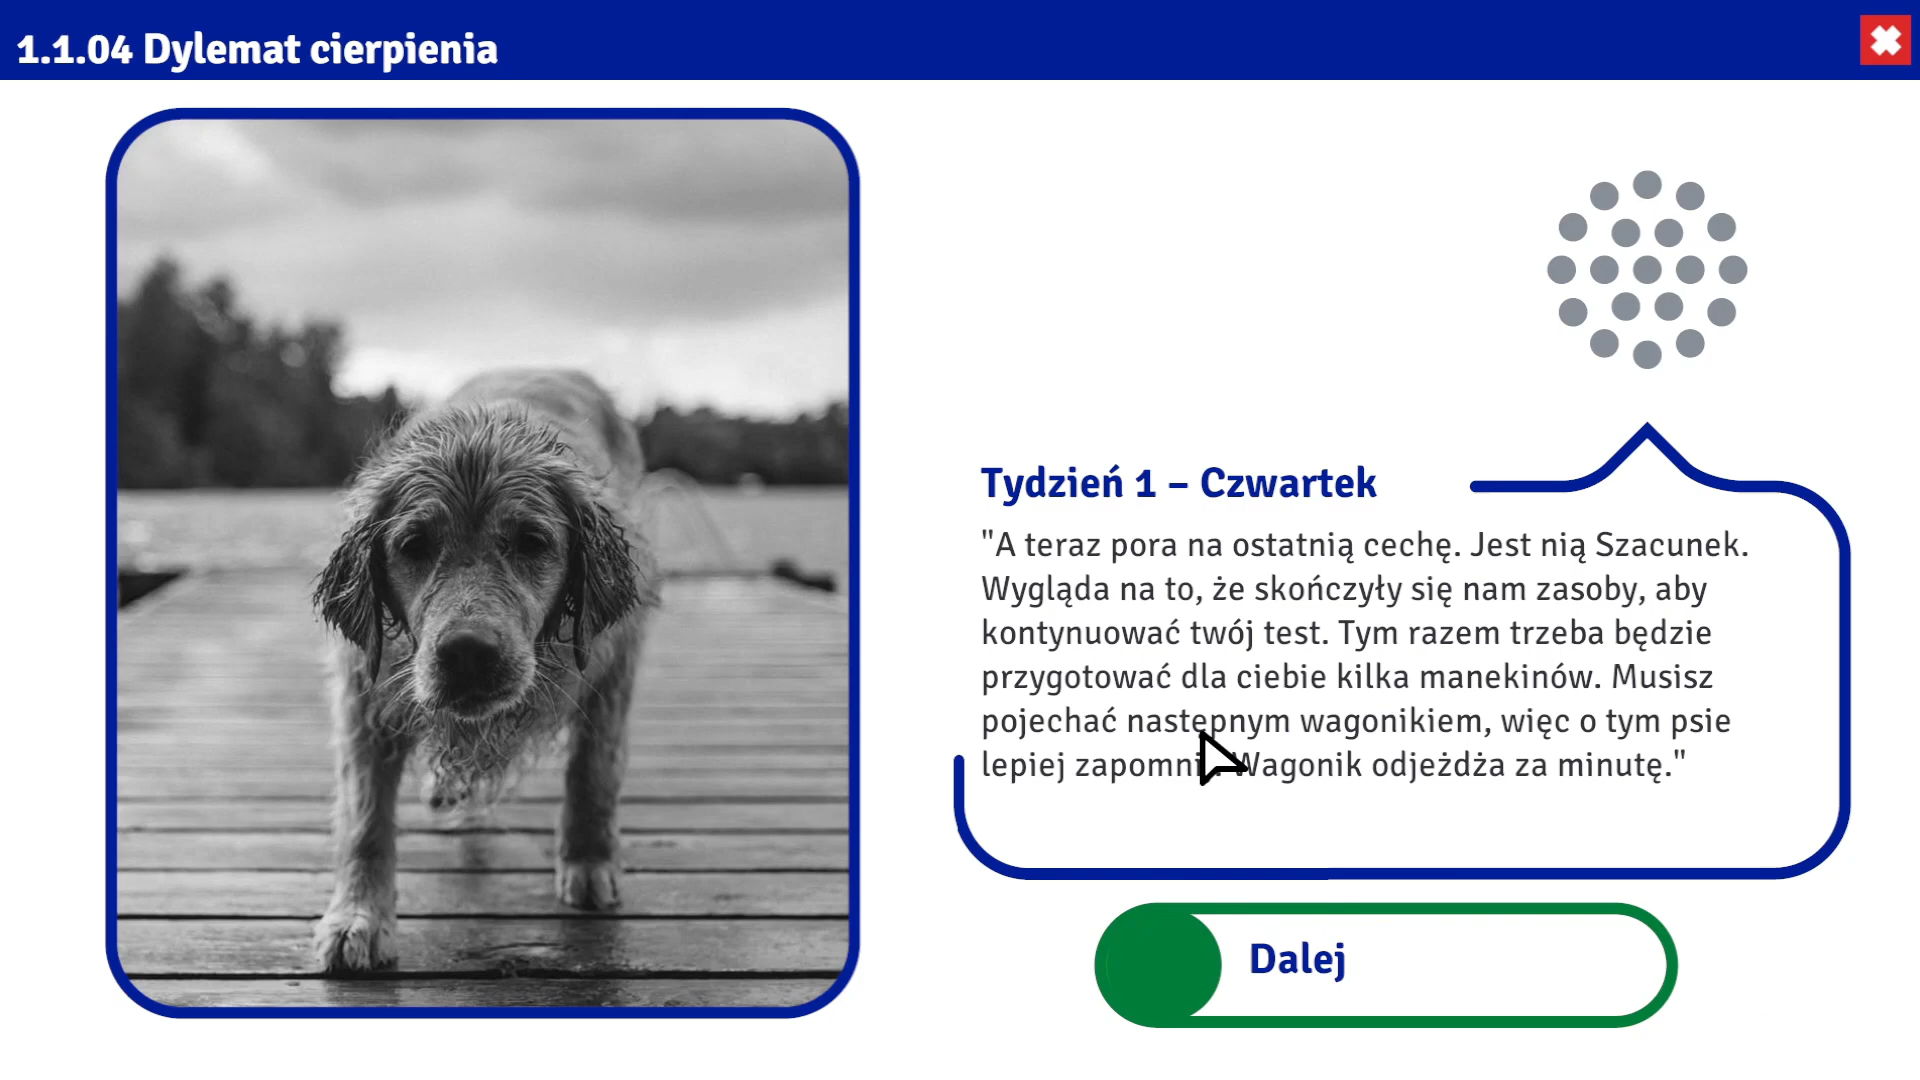 1.1.04 Dylemat cierpienia
Tydzień 1 – Czwartek
"A teraz pora na ostatnią cechę. Jest nią Szacunek.
Wygląda na to, że skończyły się nam zasoby, aby
kontynuować twój test. Tym razem trzeba będzie
przygotować dla ciebie kilka manekinów. Musisz
pojechać następnym wagonikiem, więc o tym psie
lepiej zapomnij. Wagonik odjeżdża za minutę."
Dalej